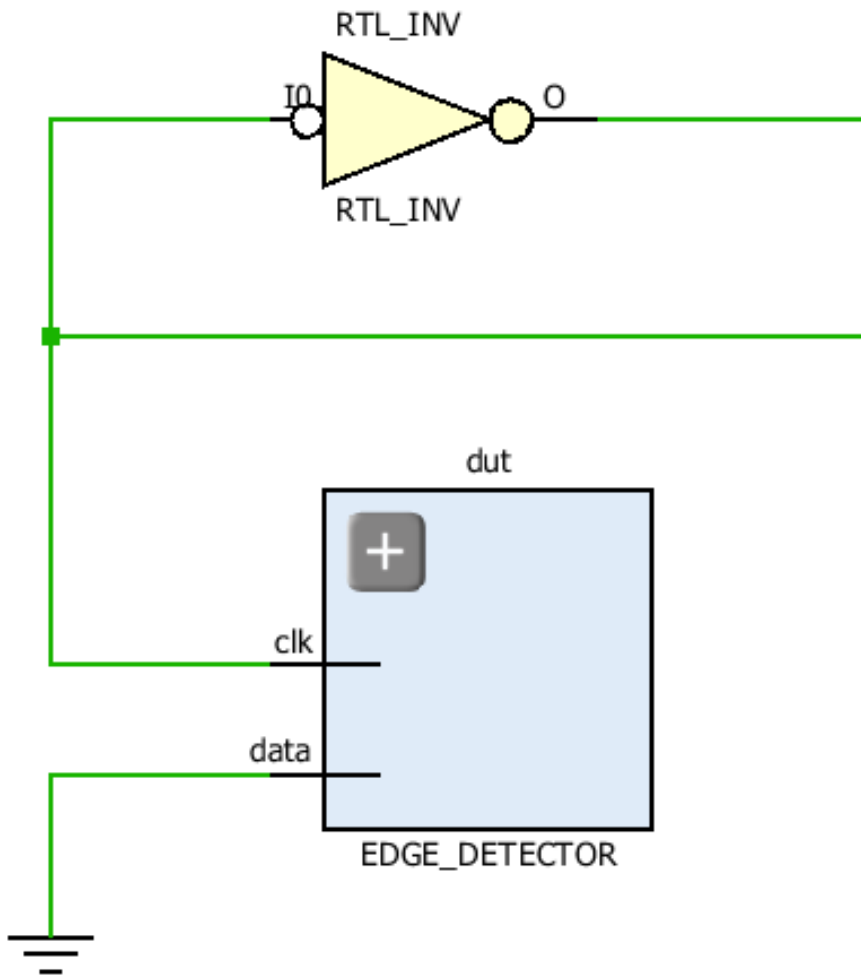 RTL_INV
I0
O
RTL_INV
dut
clk
data
EDGE_DETECTOR